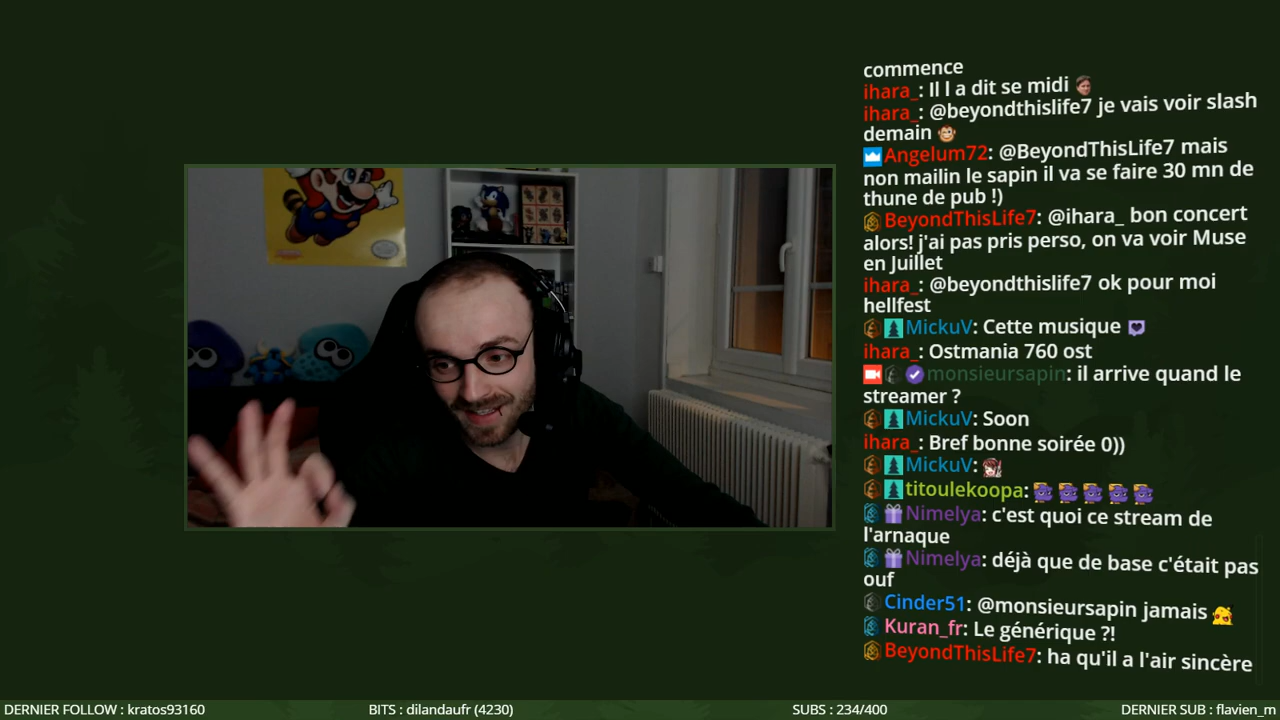 commence
ihara_: Il l a dit se midi
ihara_: @beyondthislife7 je vais voir slash
demain
Angelum72: @BeyondThisLife7 mais
non mailin le sapin il va se faire 30 mn de
thune de pub !)
BeyondThisLife7: @ihara_ bon concert
alors! j'ai pas pris perso, on va voir Muse
en Juillet
ihara_: @beyondthislife7 ok pour moi
hellfest
MickuV: Cette musique
ihara_: Ostmania 760 ost
monsieursapin: il arrive quand le
streamer ?
MickuV: Soon
ihara_: Bref bonne soirée 0))
MickuV:
titoulekoopa:
Nimelya: c'est quoi ce stream de
l'arnaque
Nimelya: déjà que de base c'était pas
ouf
Cinder51: @monsieursapin jamais
Kuran_fr: Le générique ?!
BeyondThisLife7: ha qu'il a l'air sincère
DERNIER FOLLOW : kratos93160
BITS : dilandaufr (4230)
SUBS : 234/400
DERNIER SUB : flavien_m